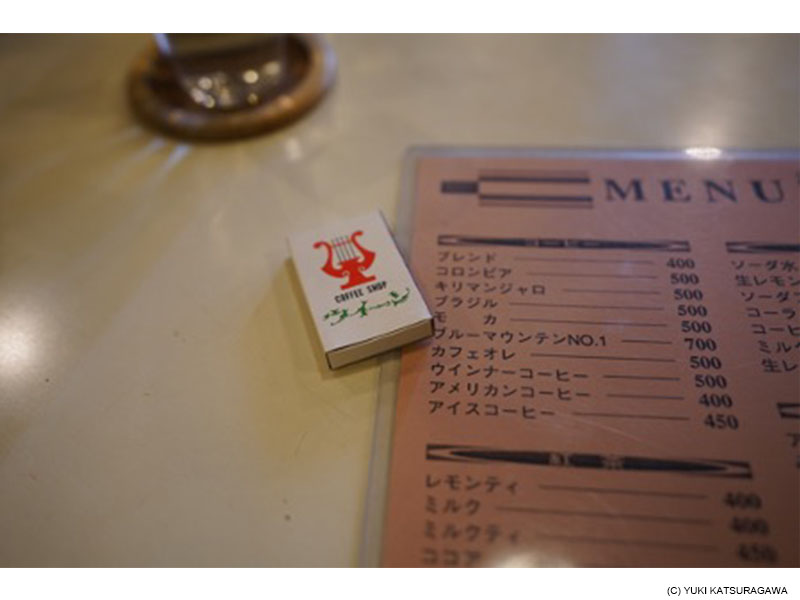 MENU
ブレンド 400
コロンビア 500
キリマンジャロ 500
ブラジル 500
モカ 500
ブルーマウンテンNO.1 700
カフェオレ 500
ウインナーコーヒー 500
アメリカンコーヒー 400
アイスコーヒー 450
レモンティ 400
ミルク 400
ミルクティ 450
ココア
ソーダ水
生レモン
ソーダフ
コーラ
コーヒ
ミルク
生レ
COFFEE SHOP
ウイーン
(C) YUKI KATSURAGAWA